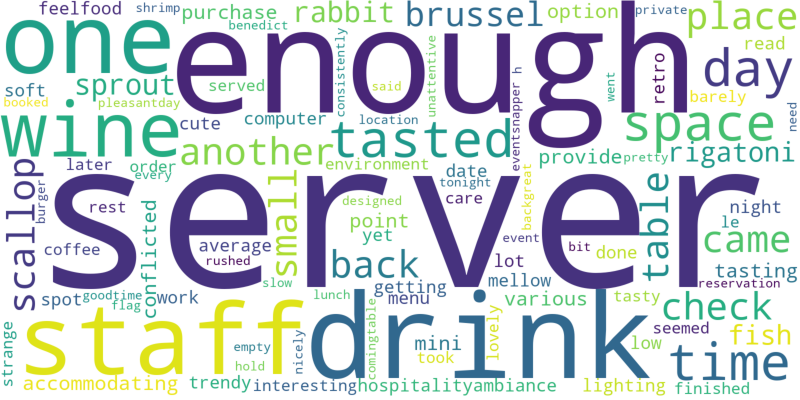 feelfood
shrimp
purchase
rabbit
brussel
option
private
place
one
enough
benedict
read
day
soft
sprout
served
consistently
unattentive
said
went
retro
booked
pleasantday
cute
computer
location
eventsnapper h
barely
need
wine
tasted
space
another
provide
pretty
rigatoni
later
order
environment
date
tonight
care
backgreat
scallop
burger
every
server
rest
conflicted
average
rushed
small
designed
point
yet
table
night
le
came
event
bit
done
lot
tasting
coffee
spot
goodtime
flag
work
slow
back
getting
menu
lunch
mellow
various
tasty
reservation
check
staff
drink
mini
took
lovely
low
seemed
fish
time
strange
empty
hold
nicely
comingtable
accommodating
trendy
interesting
hospitalityambiance
lighting
finished